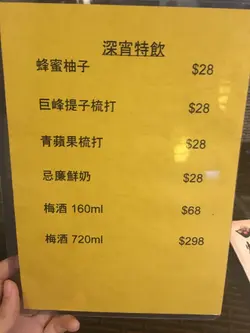 深宵特飲
蜂蜜柚子 $28
巨峰提子梳打 $28
青蘋果梳打 $28
忌廉鮮奶 $28
梅酒 160ml $68
梅酒 720ml $298